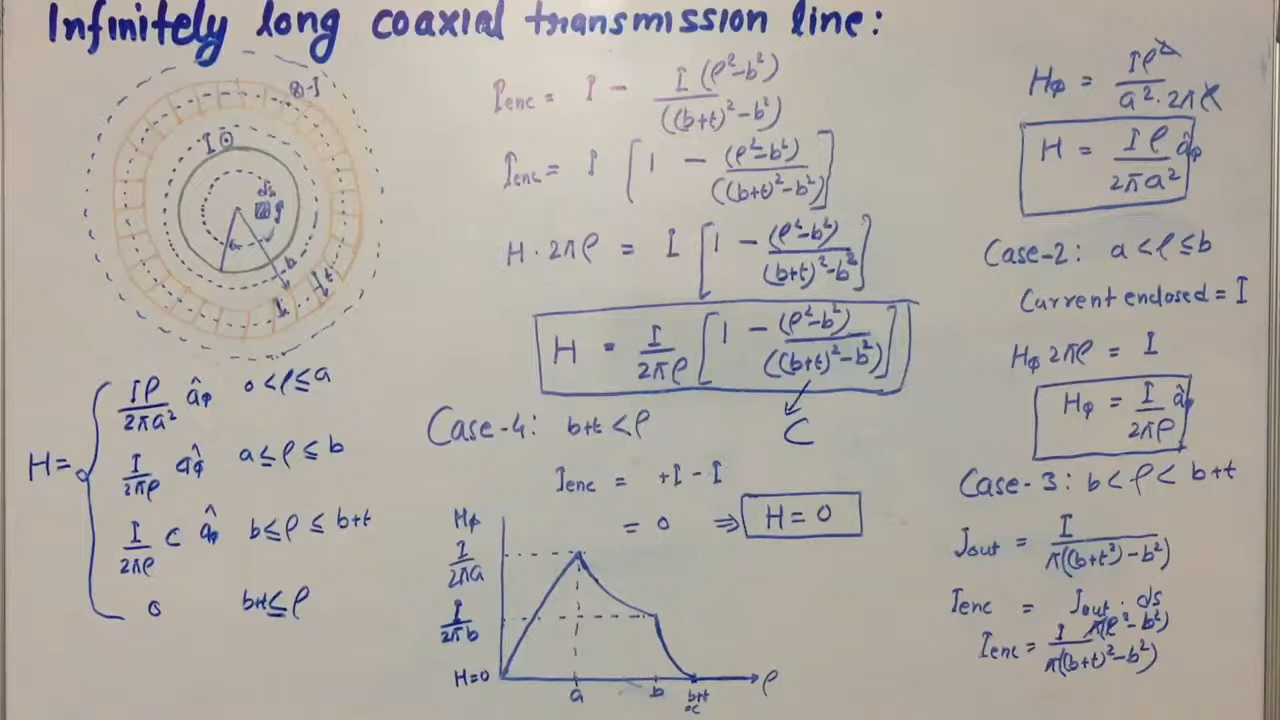 Infinitely long coaxial transmission line:
⊗-I
I⊙
ds
ρ
a
b
t
I
H = { Iρ/2πa² âφ 0<ρ≤a
I/2πρ âφ a≤ρ≤b
I/2πρ C âφ b≤ρ≤b+t
0 b+t≤ρ
Ienc = I - I(ρ²-b²)/((b+t)²-b²)
Ienc = I [1 - (ρ²-b²)/((b+t)²-b²)]
H·2πρ = I [1 - (ρ²-b²)/((b+t)²-b²)]
H = I/2πρ [1 - (ρ²-b²)/((b+t)²-b²)]
C
Case-4: b+t<ρ
Ienc = +I-I
= 0 ⇒ H=0
Hφ
I/2πa
I/2πb
H=0
a b b+t ρ
=c
Hφ = Iρ²/a²·2πρ
H = Iρ/2πa² âφ
Case-2: a<ρ≤b
Current enclosed = I
Hφ 2πρ = I
Hφ = I/2πρ âφ
Case-3: b<ρ<b+t
Jout = I/π((b+t²)-b²)
Ienc = Jout·ds
Ienc = I π(ρ²-b²)/π((b+t)²-b²)